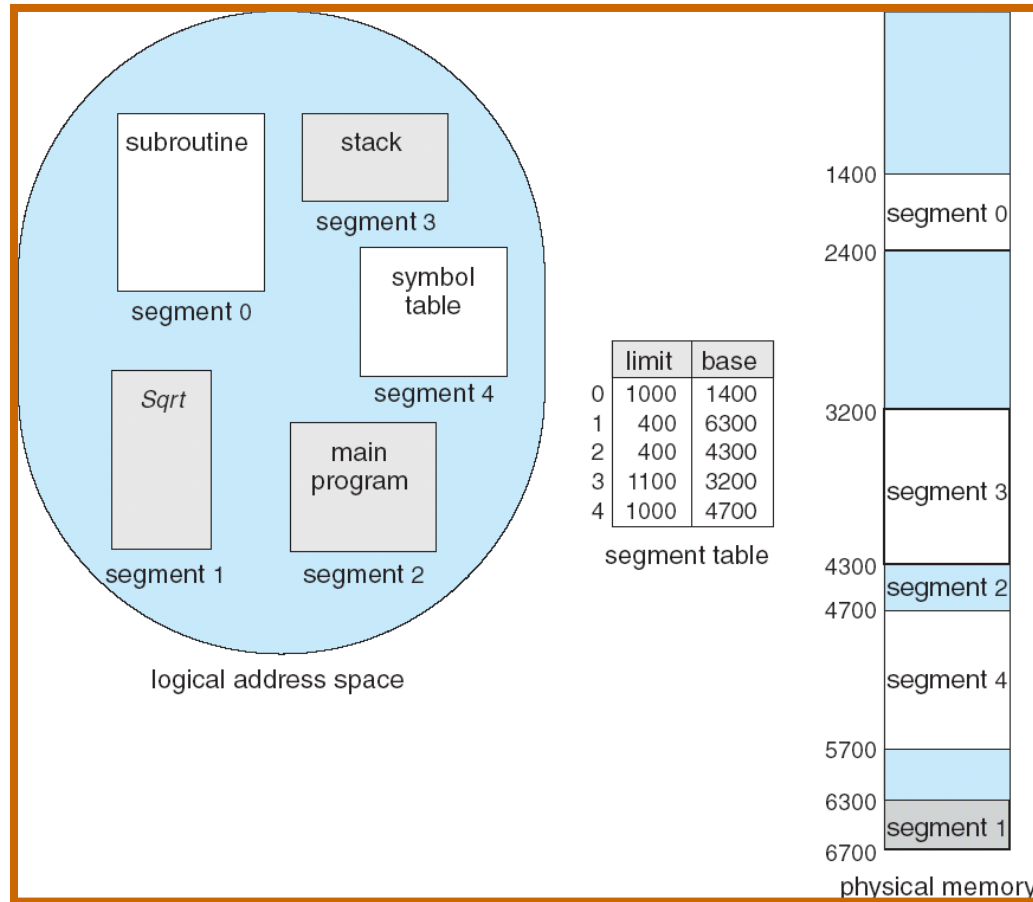 subroutine
segment 0
stack
segment 3
symbol
table
segment 4
Sqrt
segment 1
main
program
segment 2
logical address space
limit base
0 1000 1400
1 400 6300
2 400 4300
3 1100 3200
4 1000 4700
segment table
1400
segment 0
2400
3200
segment 3
4300
segment 2
4700
segment 4
5700
6300
segment 1
6700
physical memory